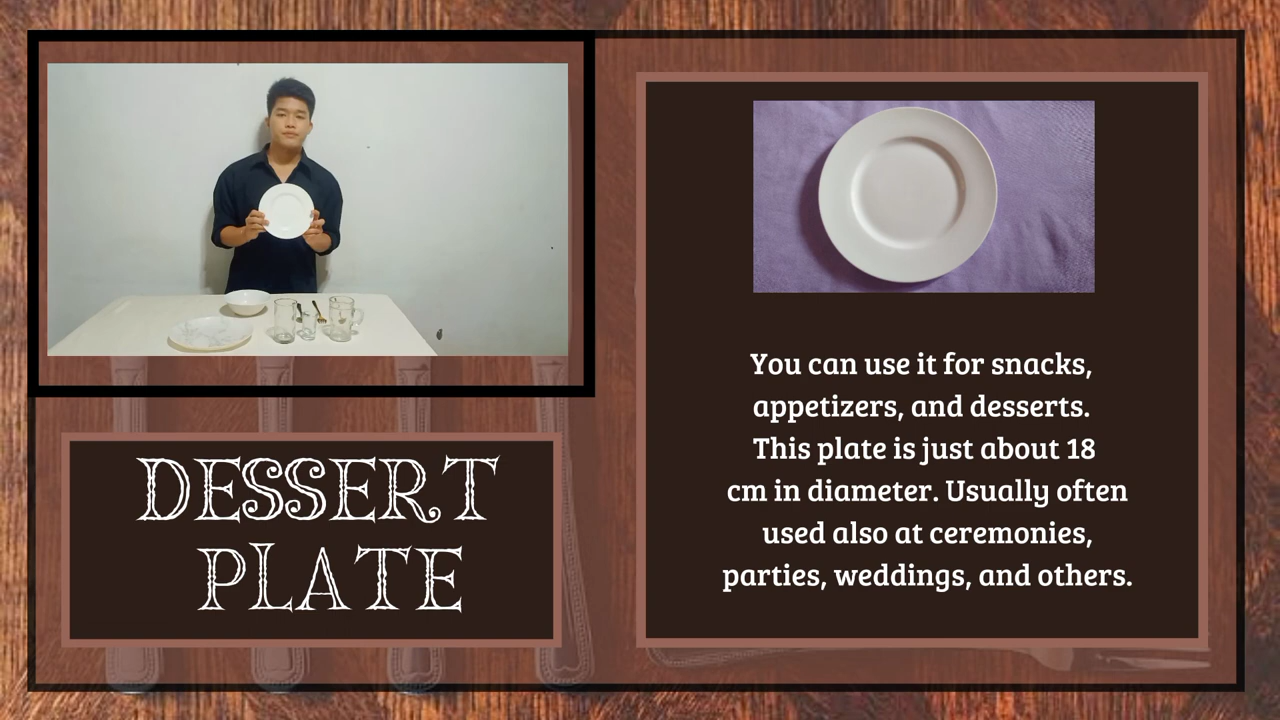 DESSERT
PLATE
You can use it for snacks,
appetizers, and desserts.
This plate is just about 18
cm in diameter. Usually often
used also at ceremonies,
parties, weddings, and others.